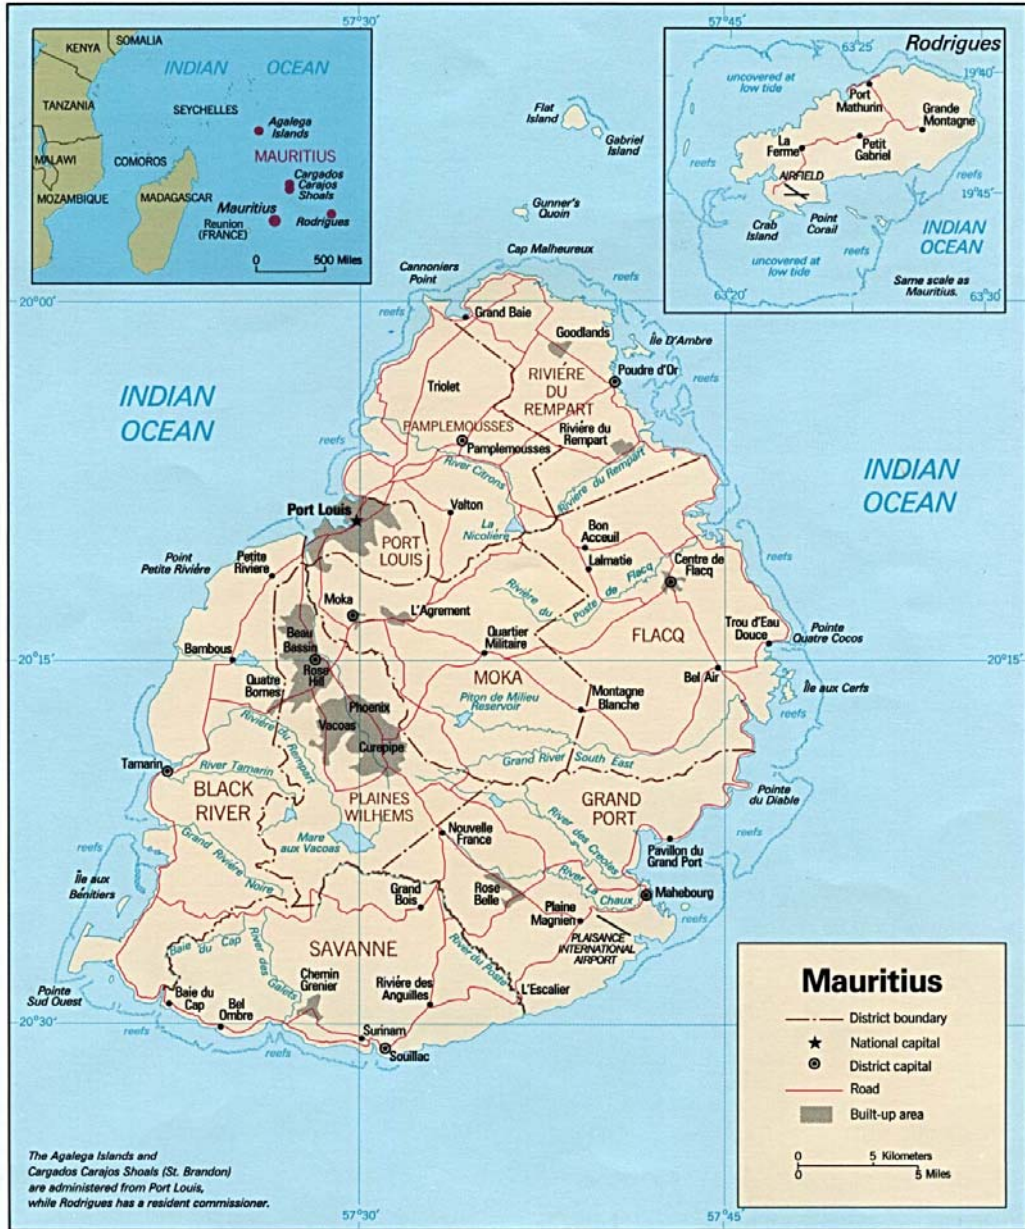 57°30'
57°45'
KENYA
SOMALIA
INDIAN OCEAN
TANZANIA
SEYCHELLES
Agalega
Islands
MALAWI
COMOROS
MAURITIUS
Cargados
Carajos
Shoals
MOZAMBIQUE
MADAGASCAR
Mauritius
Reunion
(FRANCE)
Rodrigues
0 500 Miles
Flat
Island
Gabriel
Island
Gunner's
Quoin
Rodrigues
63°25
19°40
uncovered at
low tide
Port
Mathurin
Grande
Montagne
La
Ferme
Petit
Gabriel
reefs
AIRFIELD
19°45
Crab
Island
Point
Corail
INDIAN
OCEAN
uncovered at
low tide
reefs
Same scale as
Mauritius.
63°20
63°30
Cap Malheureux
Cannoniers
Point
reefs
20°00'
reefs
Grand Baie
Goodlands
Île D'Ambre
Poudre d'Or
reefs
INDIAN
OCEAN
Triolet
RIVIÉRE
DU
REMPART
PAMPLEMOUSSES
Pamplemousses
Riviére du
Rempart
reefs
River Citrons
Riviére du Rempart
INDIAN
OCEAN
Port Louis
Valton
La
Nicoliére
Bon
Acceuil
PORT
LOUIS
Point
Petite Riviére
Petite
Riviere
Lalmatie
Centre de
Flacq
Riviére du Poste de Flacq
Moka
L'Agrement
Trou d'Eau
Douce
Pointe
Quatre Cocos
Beau
Bassin
Quartier
Militaire
FLACQ
20°15
Bambous
Rose
Hill
MOKA
Bel Air
20°15'
Quatre
Bornes
Île aux Cerfs
Phoenix
Piton de Milieu
Reservoir
Montagne
Blanche
Vacoas
Curepipe
Riviére du Rempart
Grand River South East
Tamarin
River Tamarin
BLACK
RIVER
PLAINES
WILHEMS
GRAND
PORT
Pointe
du Diable
Mare
aux Vacoas
Nouvelle
France
River des Creoles
Pavillon du
Grand Port
Grand Riviére Noire
Île aux
Bénitiers
reefs
Grand
Bois
Rose
Belle
River La
Chaux
Mahebourg
Plaine
Magnien
reefs
PLAISANCE
INTERNATIONAL
AIRPORT
SAVANNE
Baie du Cap
River des Galets
River du Poste
Chemin
Grenier
Pointe
Sud Ouest
Baie du
Cap
Bel
Ombre
Riviére des
Anguilles
L'Escalier
reefs
20°30'
Surinam
reefs
Souillac
reefs
Mauritius
District boundary
National capital
District capital
Road
Built-up area
0 5 Kilometers
0 5 Miles
The Agalega Islands and
Cargados Carajos Shoals (St. Brandon)
are administered from Port Louis,
while Rodrigues has a resident commissioner.
57°30'
57°45